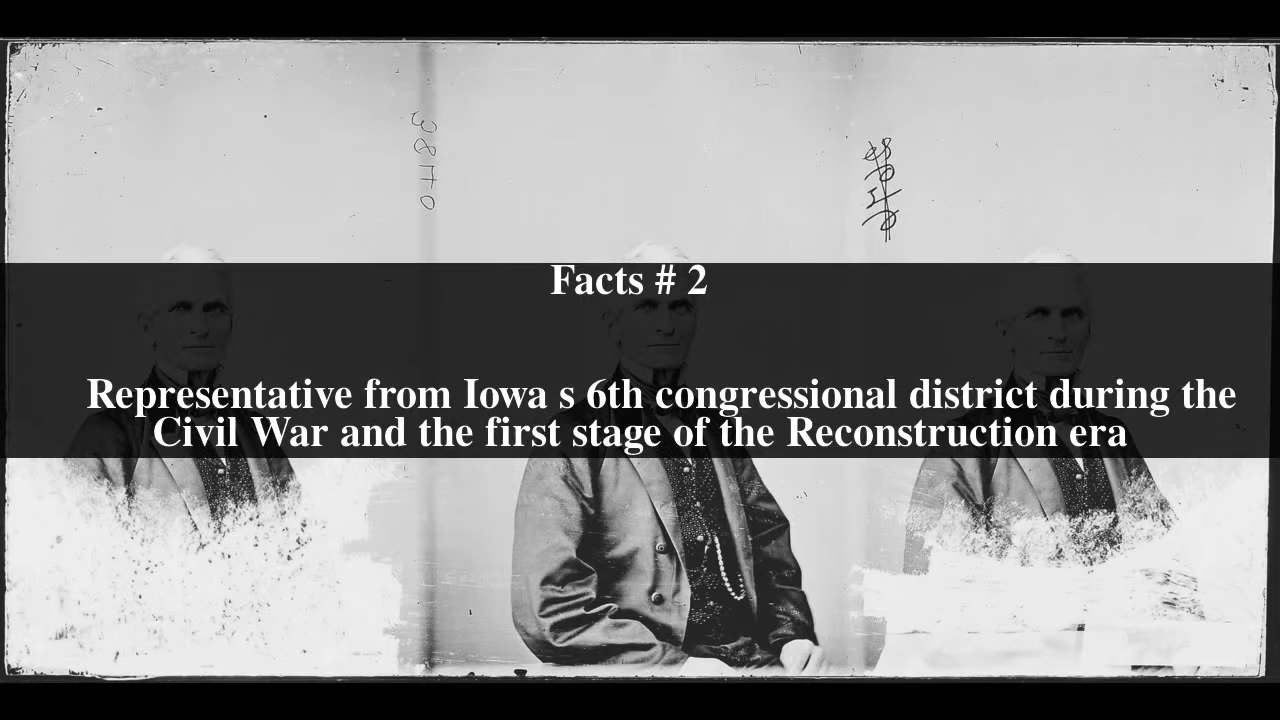 3840
Facts # 2
Representative from Iowa s 6th congressional district during the
Civil War and the first stage of the Reconstruction era